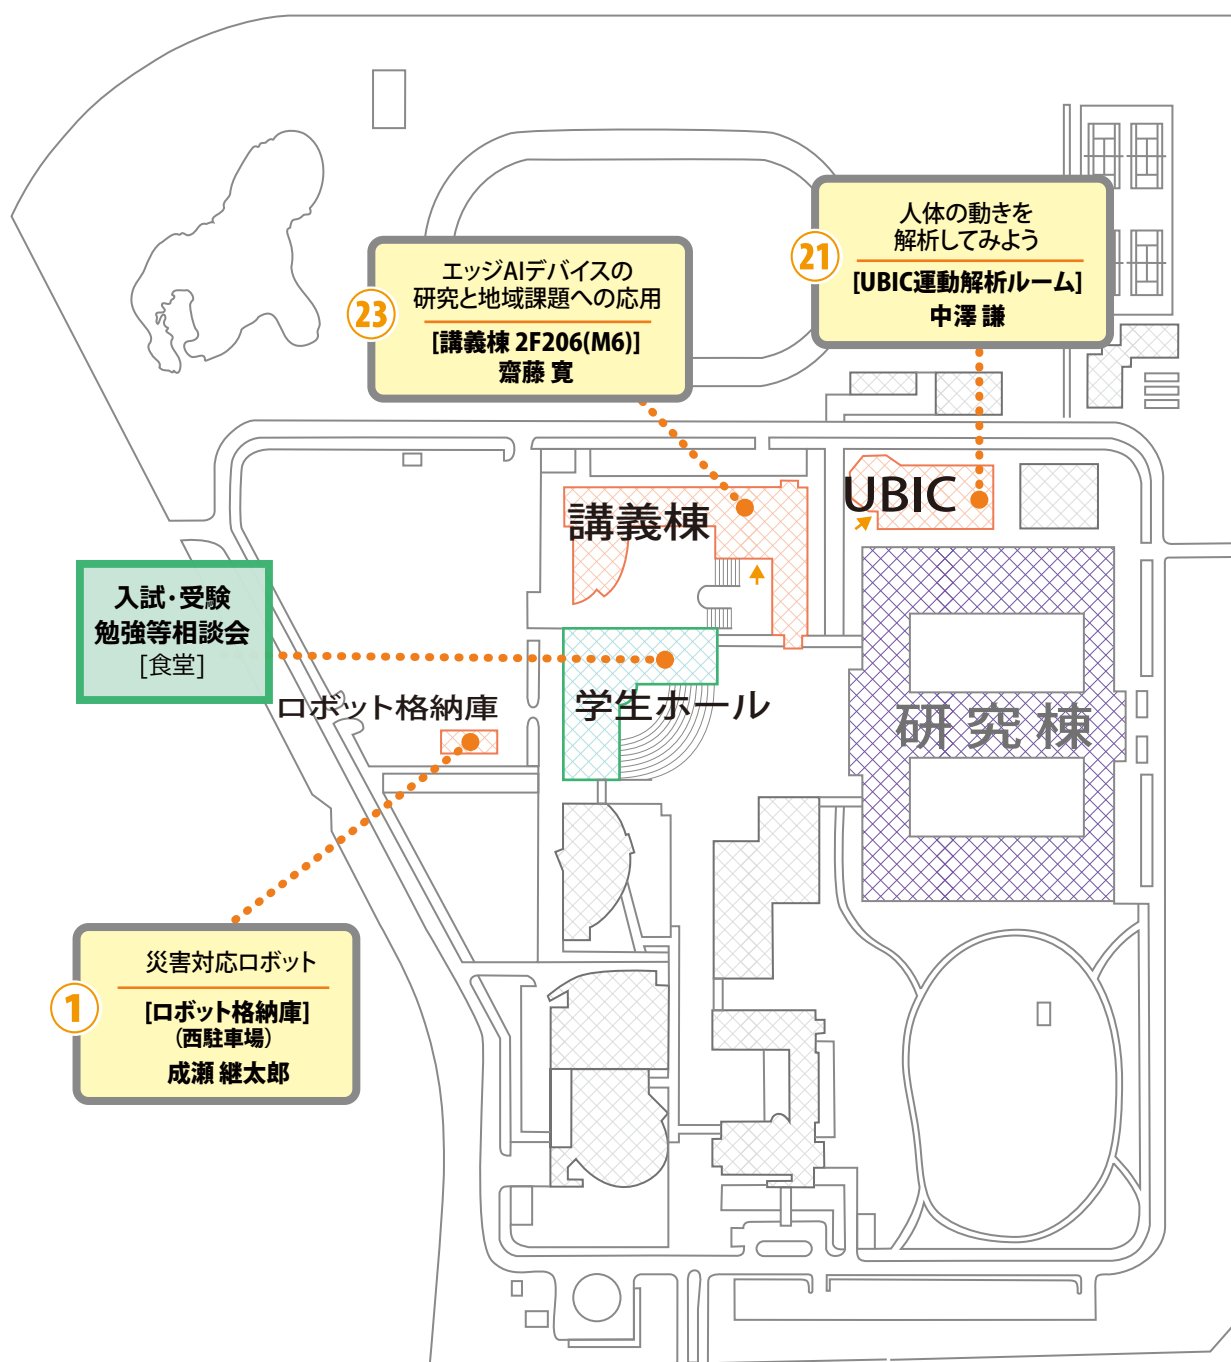 人体の動きを
解析してみよう
21
[UBIC運動解析ルーム]
中澤 謙
エッジAIデバイスの
研究と地域課題への応用
23
[講義棟 2F206(M6)]
齋藤 寛
UBIC
講義棟
入試・受験
勉強等相談会
[食堂]
ロボット格納庫
学生ホール
研究棟
災害対応ロボット
1
[ロボット格納庫]
（西駐車場）
成瀬 継太郎